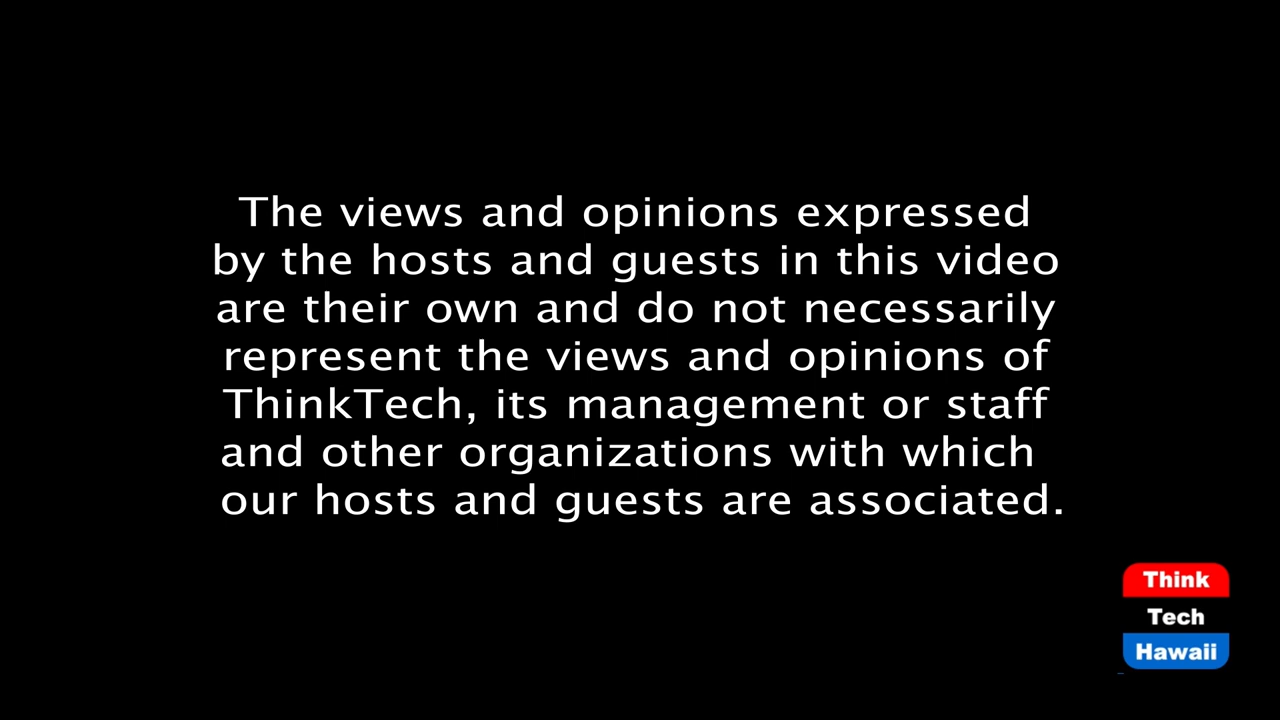 The views and opinions expressed
by the hosts and guests in this video
are their own and do not necessarily
represent the views and opinions of
ThinkTech, its management or staff
and other organizations with which
our hosts and guests are associated.
Think
Tech
Hawaii